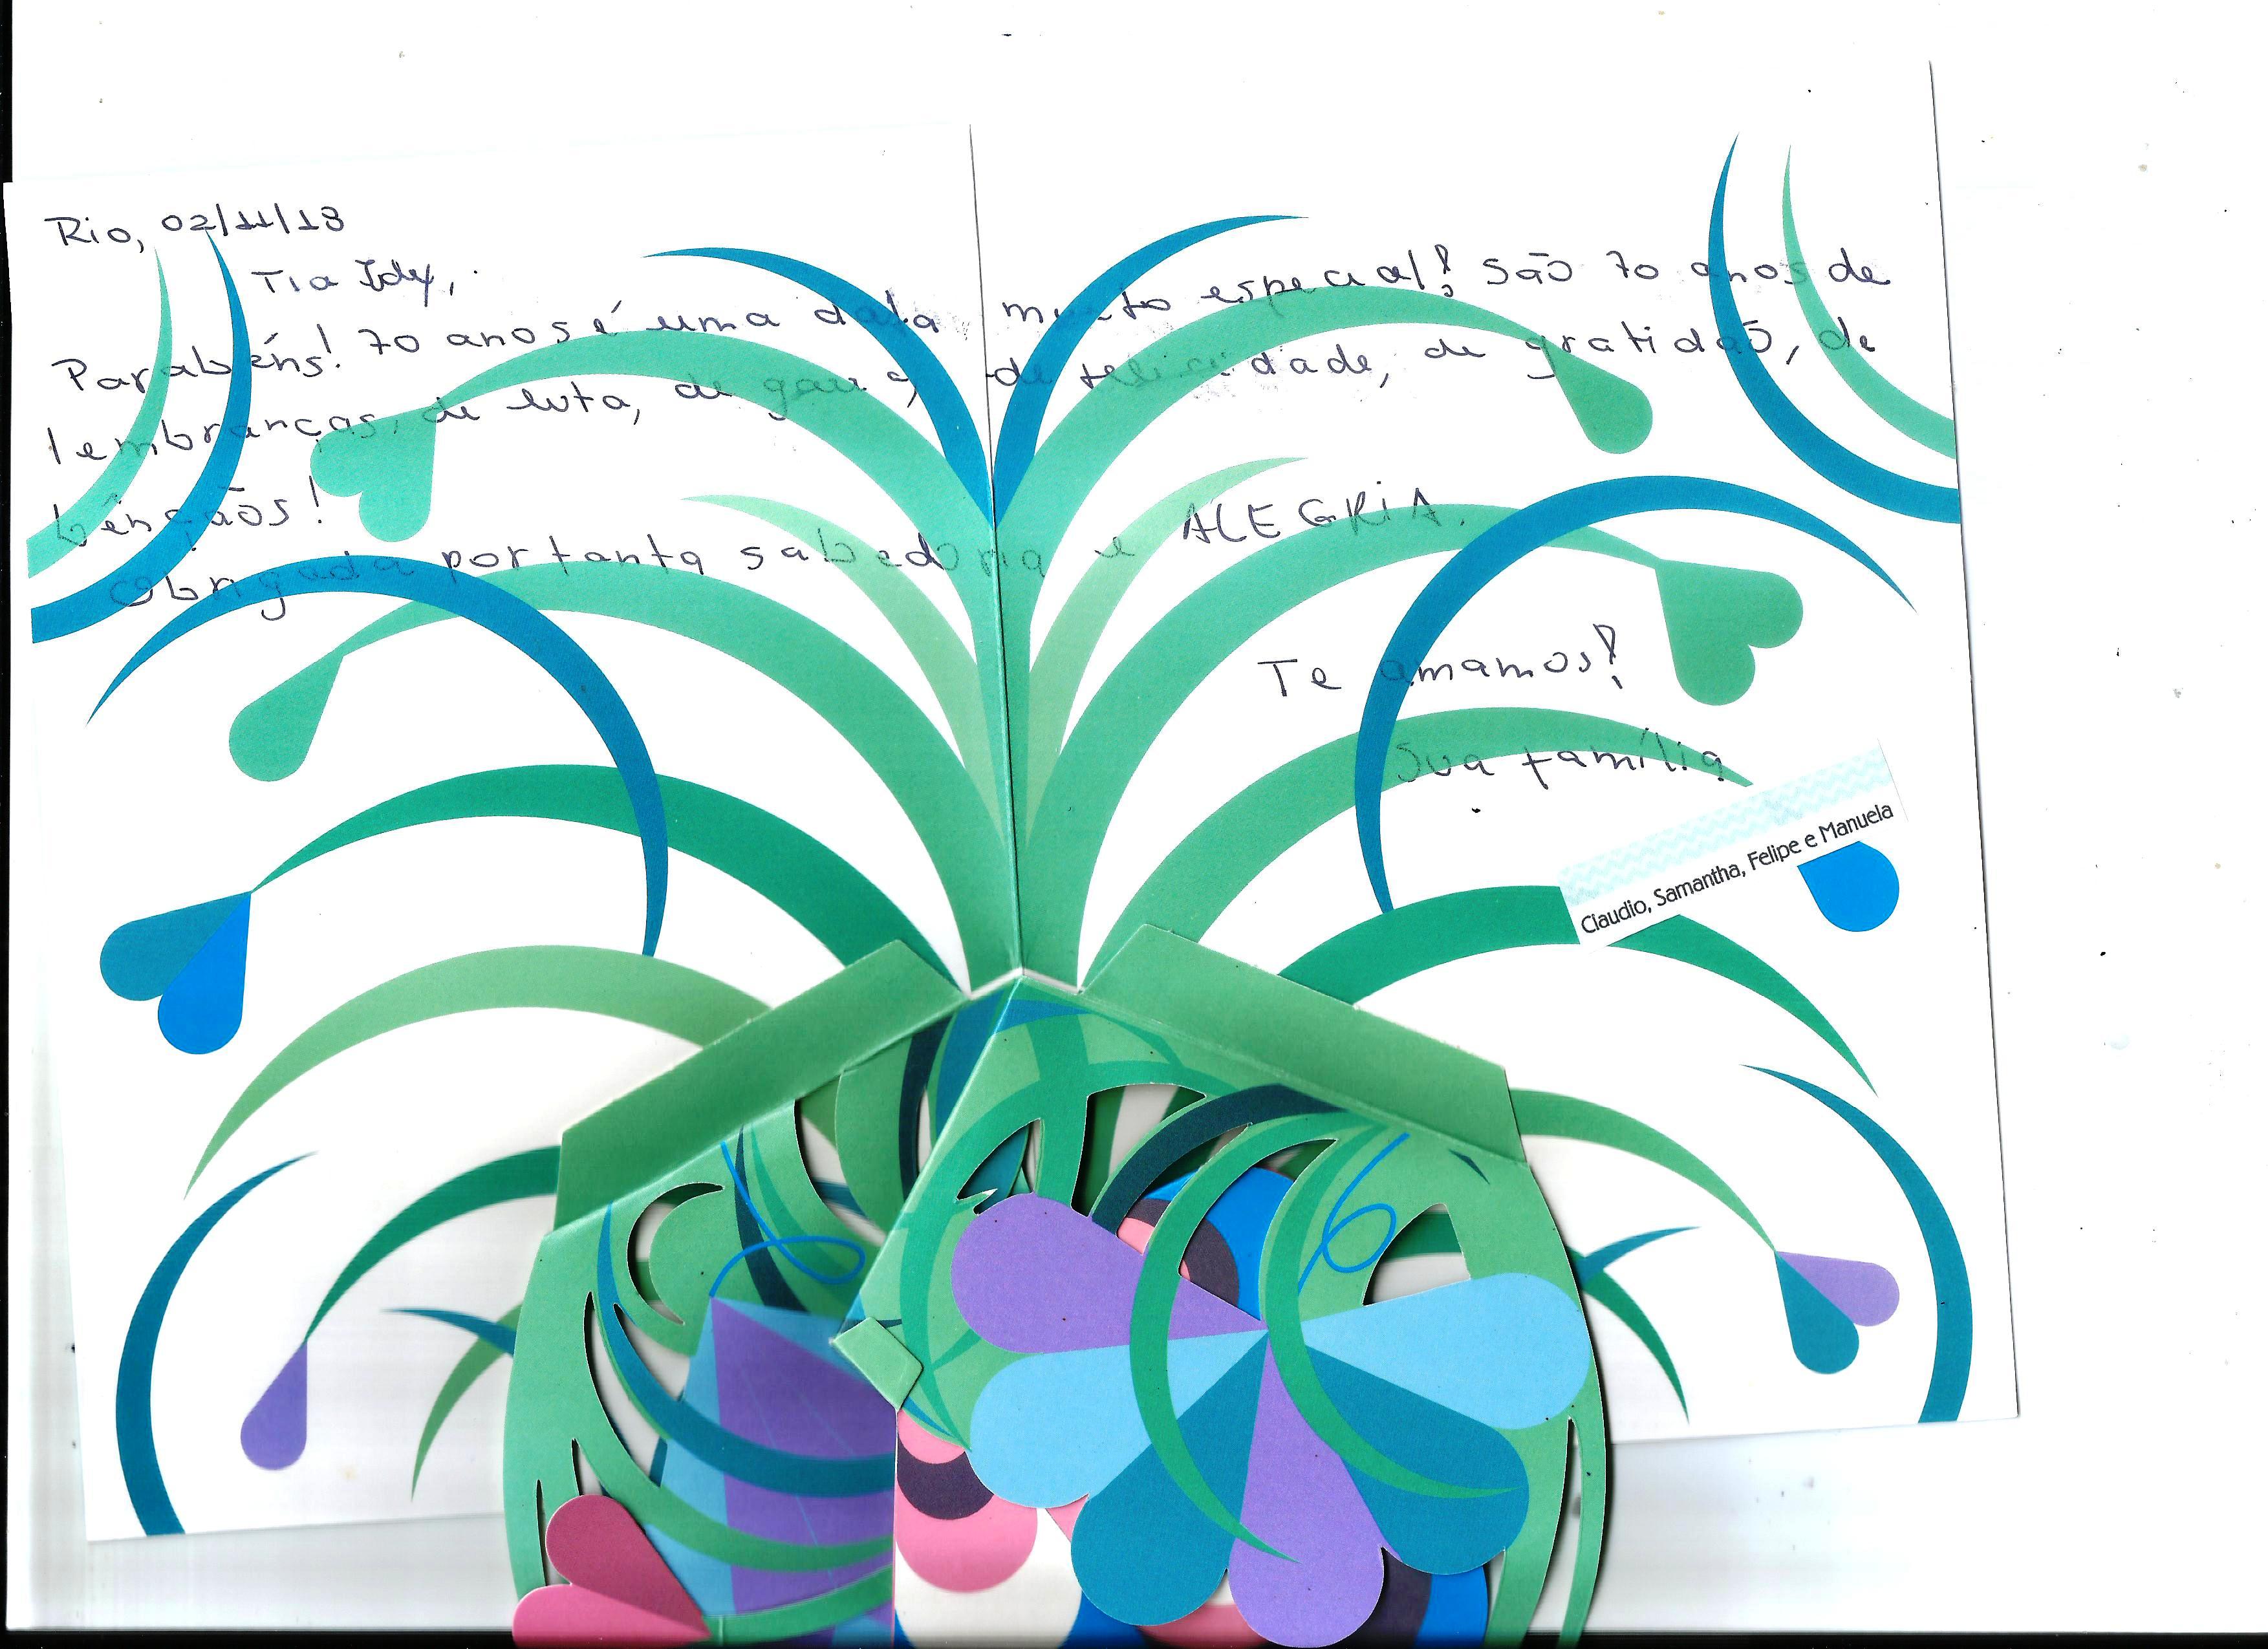 Rio, 02/11/18
Tia Idy,
Parabéns! 70 anos é uma data muito especial! São 70 anos de
lembranças, de luta, de garra, de felicidade, de gratidão, de
bênçãos!
Obrigada por tanta sabedoria e ALEGRIA.
Te amamos!
Sua família
Claudio, Samantha, Felipe e Manuela